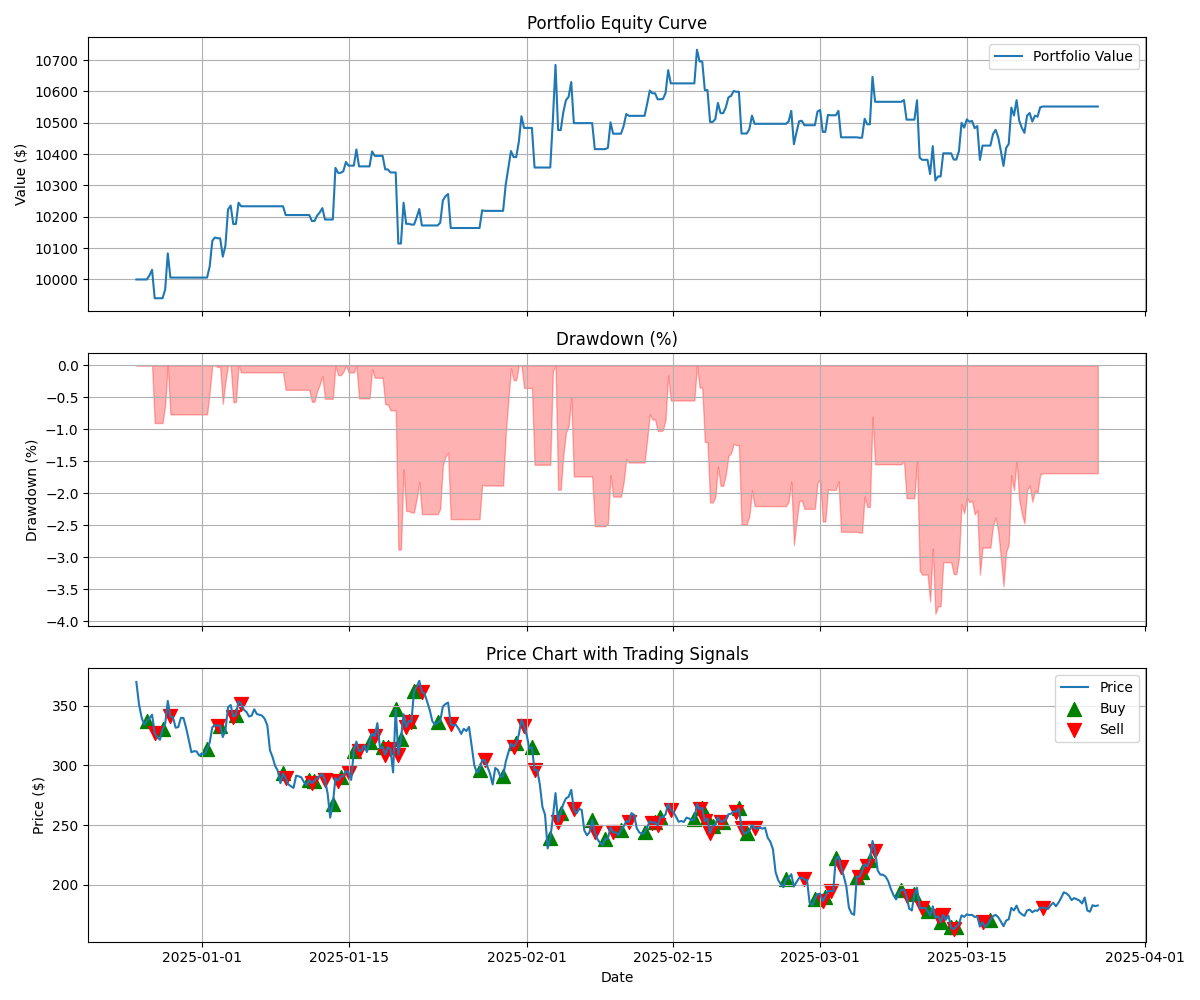 Portfolio Equity Curve
Value ($)
10700
10600
10500
10400
10300
10200
10100
10000
Portfolio Value
Drawdown (%)
Drawdown (%)
0.0
−0.5
−1.0
−1.5
−2.0
−2.5
−3.0
−3.5
−4.0
Price Chart with Trading Signals
Price ($)
350
300
250
200
Price
Buy
Sell
2025-01-01 2025-01-15 2025-02-01 2025-02-15 2025-03-01 2025-03-15 2025-04-01
Date